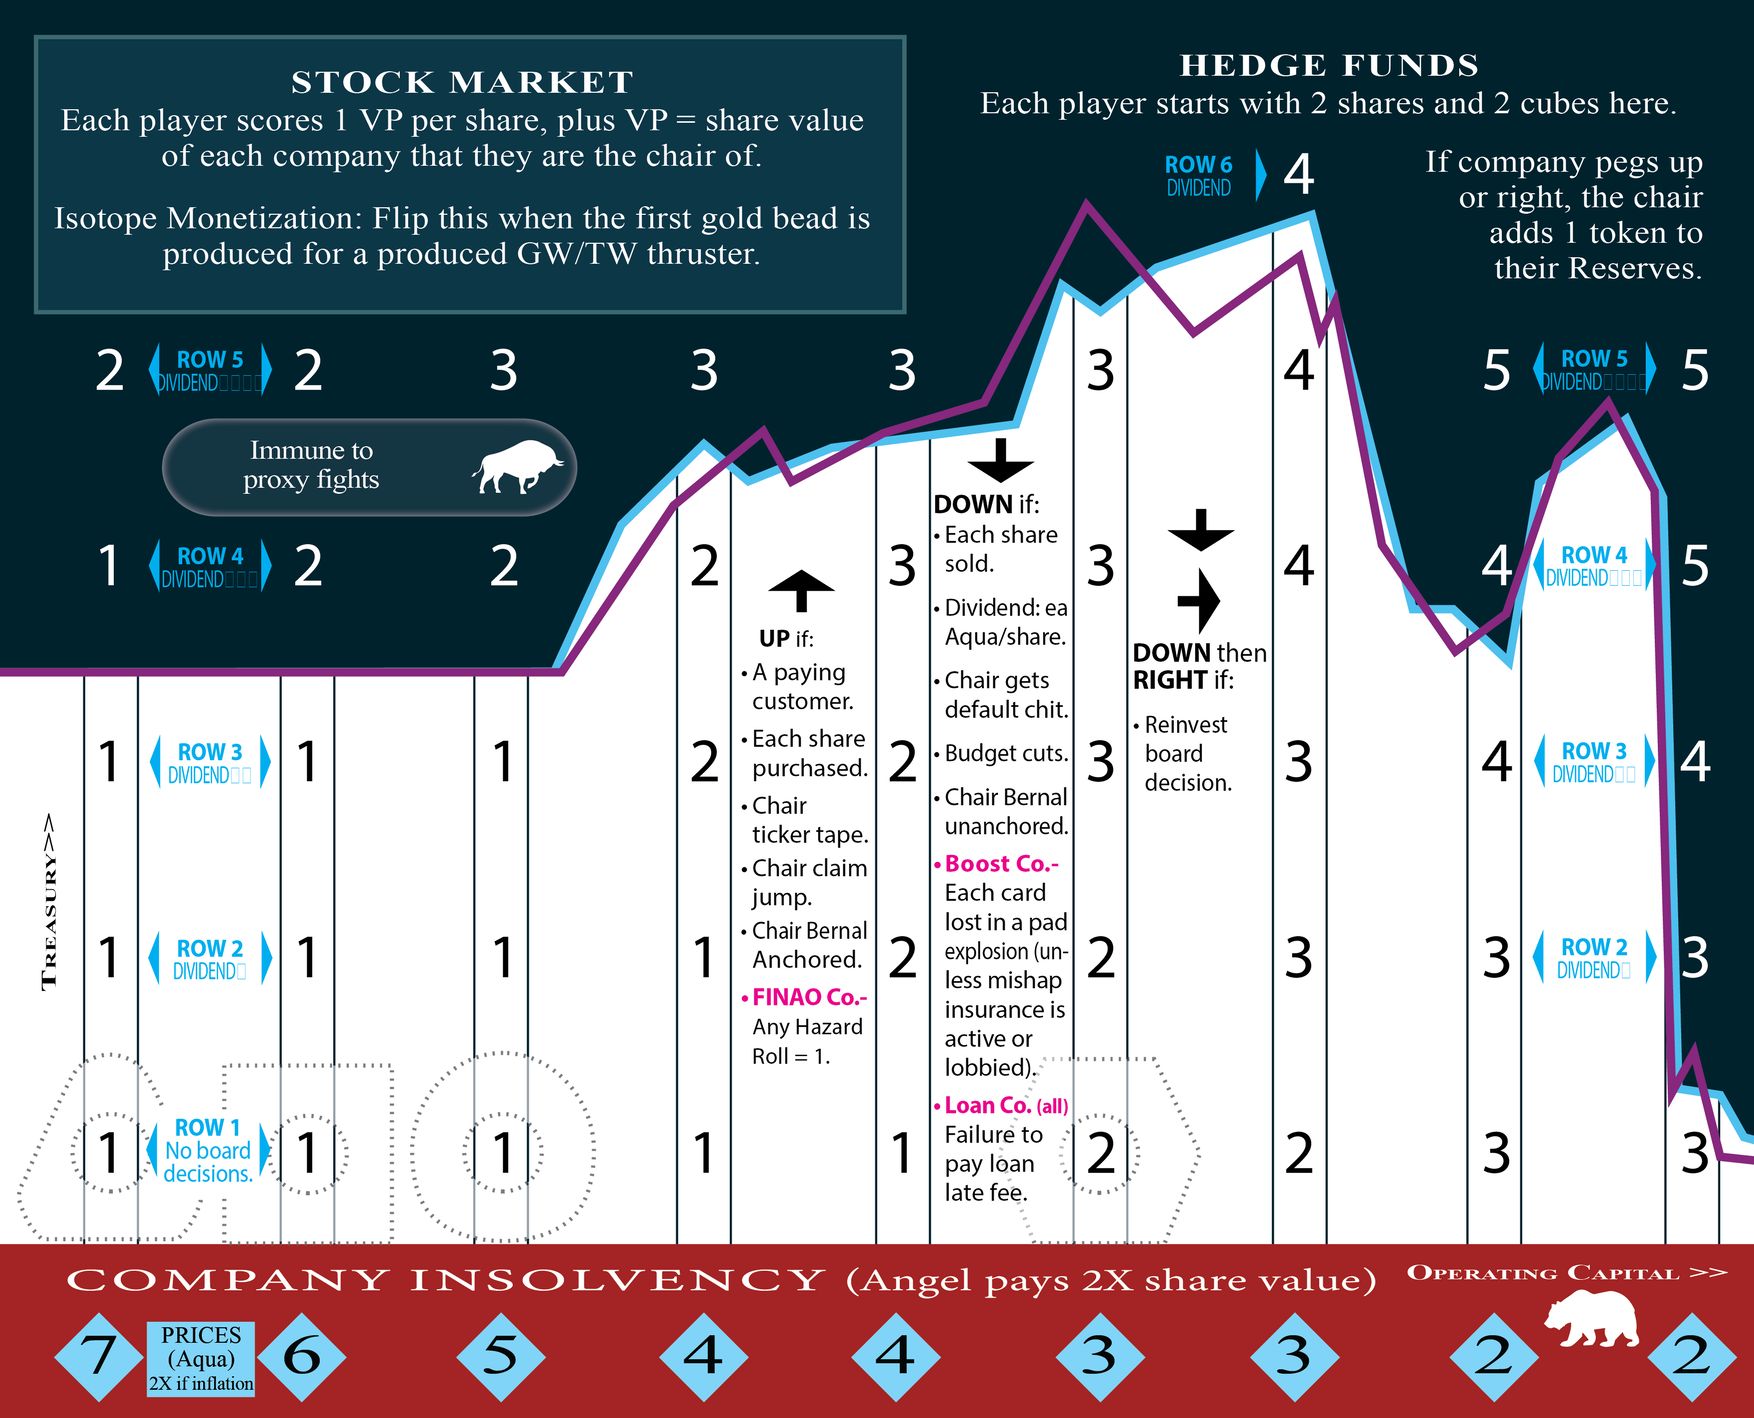 STOCK MARKET
Each player scores 1 VP per share, plus VP = share value
of each company that they are the chair of.
Isotope Monetization: Flip this when the first gold bead is
produced for a produced GW/TW thruster.
HEDGE FUNDS
Each player starts with 2 shares and 2 cubes here.
If company pegs up
or right, the chair
adds 1 token to
their Reserves.
ROW 6
DIVIDEND
4
2
ROW 5
DIVIDEND□□□□
2
3
3
3
3
4
5
ROW 5
DIVIDEND□□□□
5
Immune to
proxy fights
1
ROW 4
DIVIDEND□□□
2
2
2
3
3
4
4
ROW 4
DIVIDEND□□□
5
UP if:
• A paying
customer.
• Each share
purchased.
• Chair
ticker tape.
• Chair claim
jump.
• Chair Bernal
Anchored.
• FINAO Co.-
Any Hazard
Roll = 1.
DOWN if:
• Each share
sold.
• Dividend: ea
Aqua/share.
• Chair gets
default chit.
• Budget cuts.
• Chair Bernal
unanchored.
• Boost Co.-
Each card
lost in a pad
explosion (un-
less mishap
insurance is
active or
lobbied).
• Loan Co. (all)
Failure to
pay loan
late fee.
DOWN then
RIGHT if:
• Reinvest
board
decision.
1
ROW 3
DIVIDEND□□
1
1
2
2
3
3
4
ROW 3
DIVIDEND□□
4
TREASURY>>
1
ROW 2
DIVIDEND□
1
1
1
2
2
3
3
ROW 2
DIVIDEND□
3
1
ROW 1
No board
decisions.
1
1
1
1
2
2
3
3
COMPANY INSOLVENCY (Angel pays 2X share value)
OPERATING CAPITAL >>
7
PRICES
(Aqua)
2X if inflation
6
5
4
4
3
3
2
2